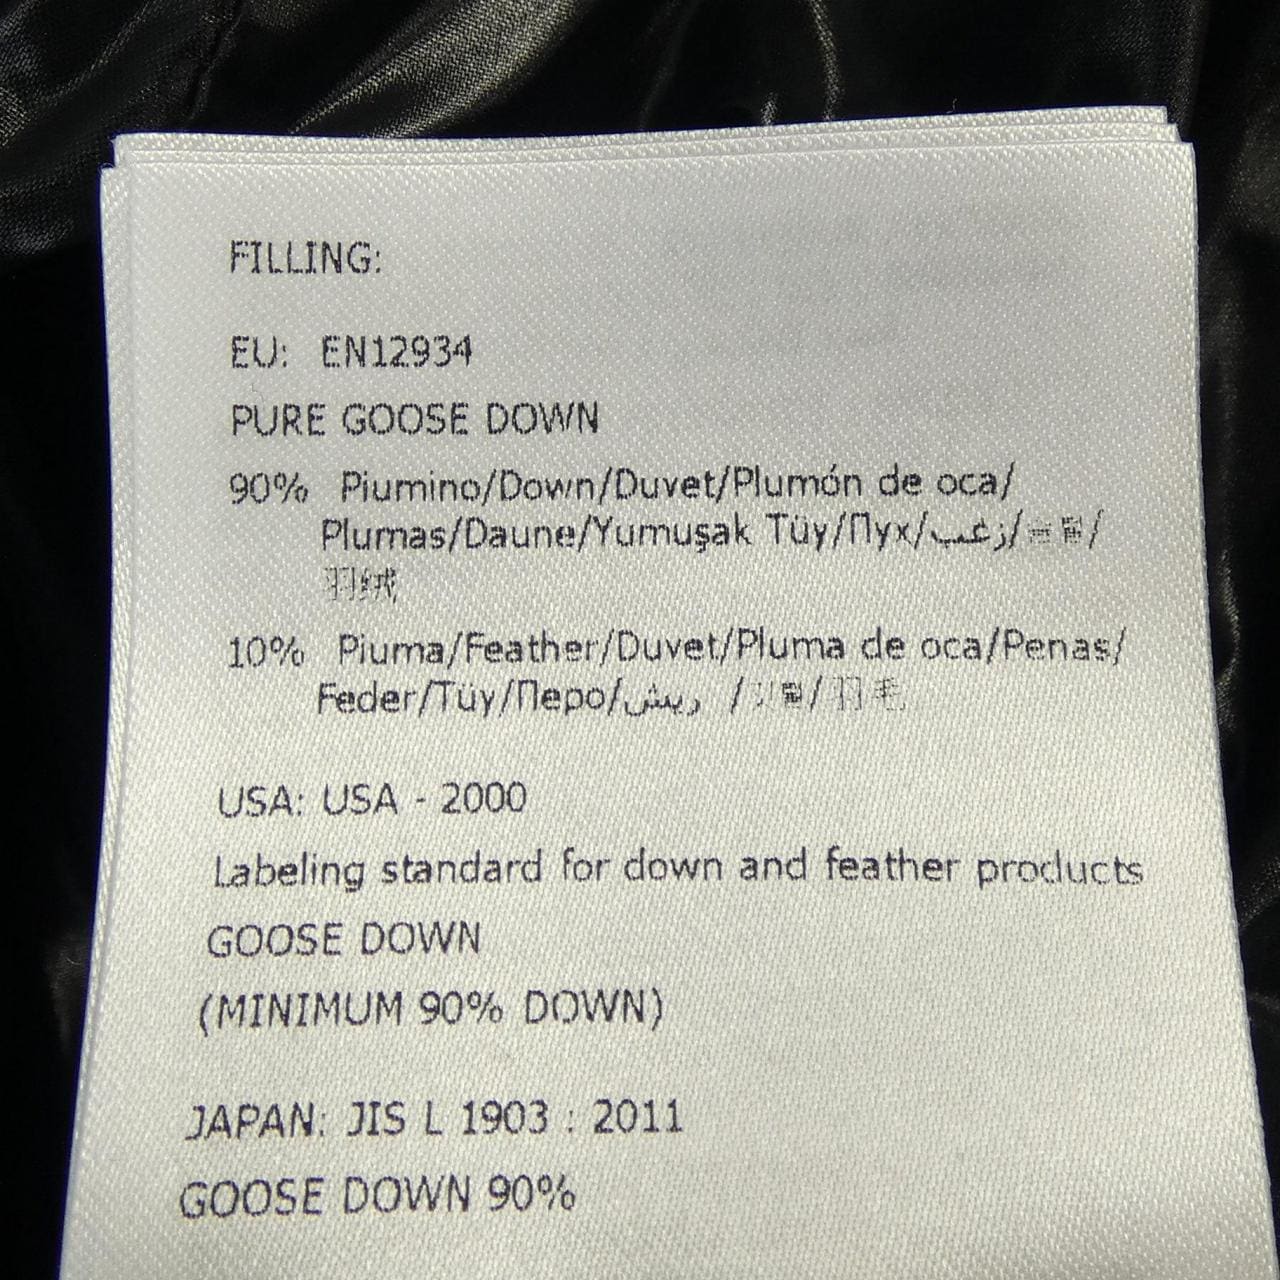 FILLING:
EU: EN12934
PURE GOOSE DOWN
90% Piumino/Down/Duvet/Plumón de oca/
Plumas/Daune/Yumuşak Tüy/Пух/زغب/
羽绒
10% Piuma/Feather/Duvet/Pluma de oca/Penas/
Feder/Tüy/Перо/ريش /羽毛
USA: USA - 2000
Labeling standard for down and feather products
GOOSE DOWN
(MINIMUM 90% DOWN)
JAPAN: JIS L 1903 : 2011
GOOSE DOWN 90%